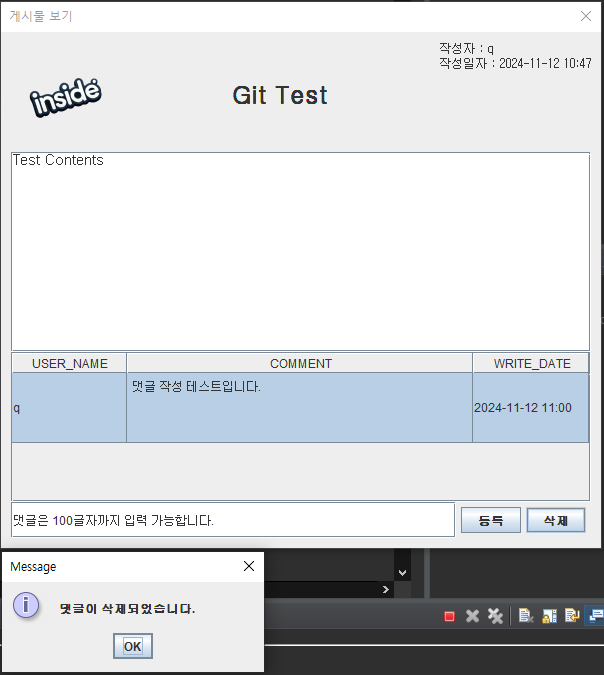 게시물 보기
작성자 : q
작성일자 : 2024-11-12 10:47
inside
Git Test
Test Contents
USER_NAME COMMENT WRITE_DATE
q 댓글 작성 테스트입니다. 2024-11-12 11:00
댓글은 100글자까지 입력 가능합니다. 등록 삭제
Message
댓글이 삭제되었습니다.
OK